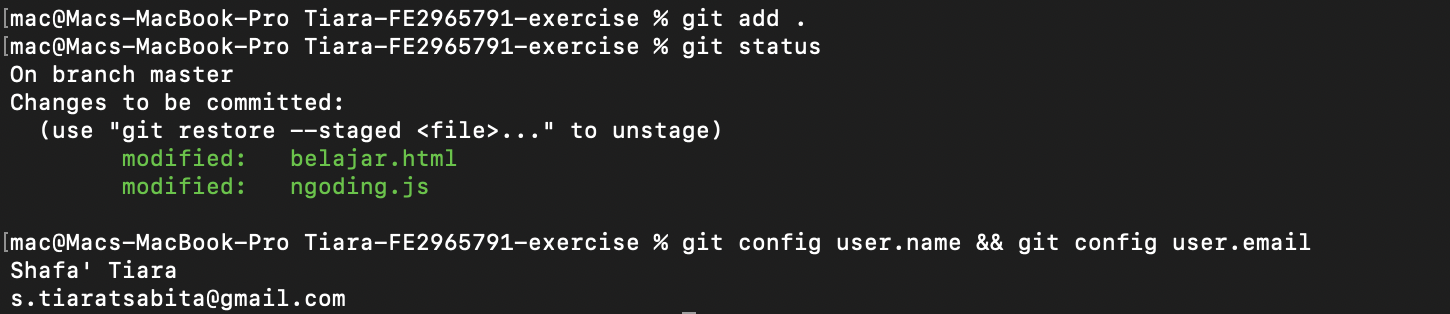 [mac@Macs-MacBook-Pro Tiara-FE2965791-exercise % git add .
[mac@Macs-MacBook-Pro Tiara-FE2965791-exercise % git status
On branch master
Changes to be committed:
  (use "git restore --staged <file>..." to unstage)
        modified:   belajar.html
        modified:   ngoding.js

[mac@Macs-MacBook-Pro Tiara-FE2965791-exercise % git config user.name && git config user.email
Shafa' Tiara
s.tiaratsabita@gmail.com